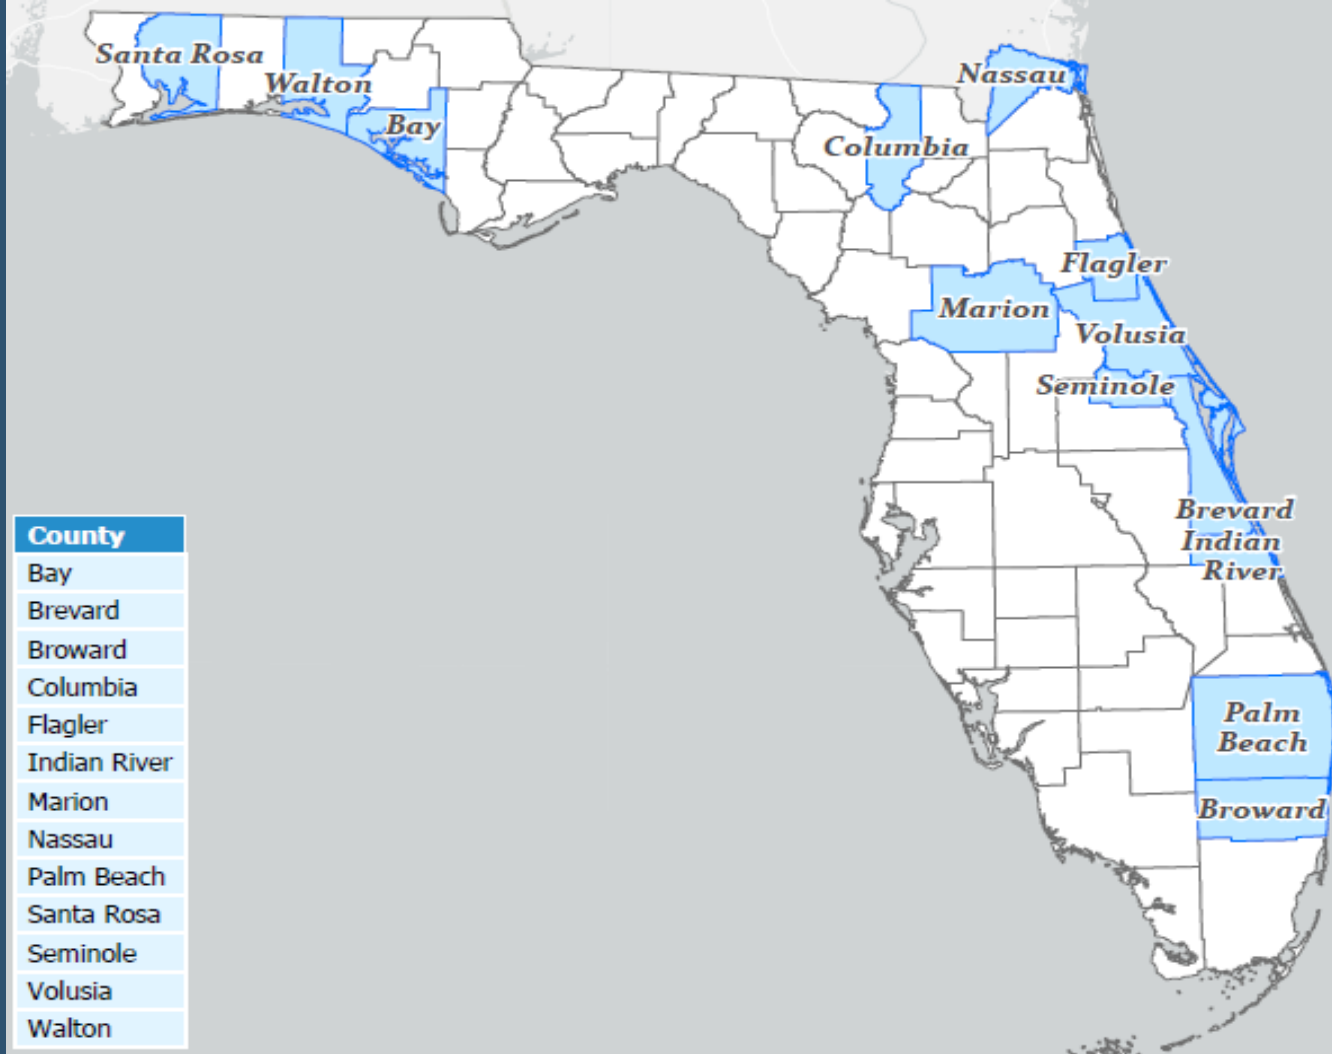 Santa Rosa
Walton
Bay
Nassau
Columbia
Flagler
Marion
Volusia
Seminole
Brevard
Indian
River
Palm
Beach
Broward
County
Bay
Brevard
Broward
Columbia
Flagler
Indian River
Marion
Nassau
Palm Beach
Santa Rosa
Seminole
Volusia
Walton